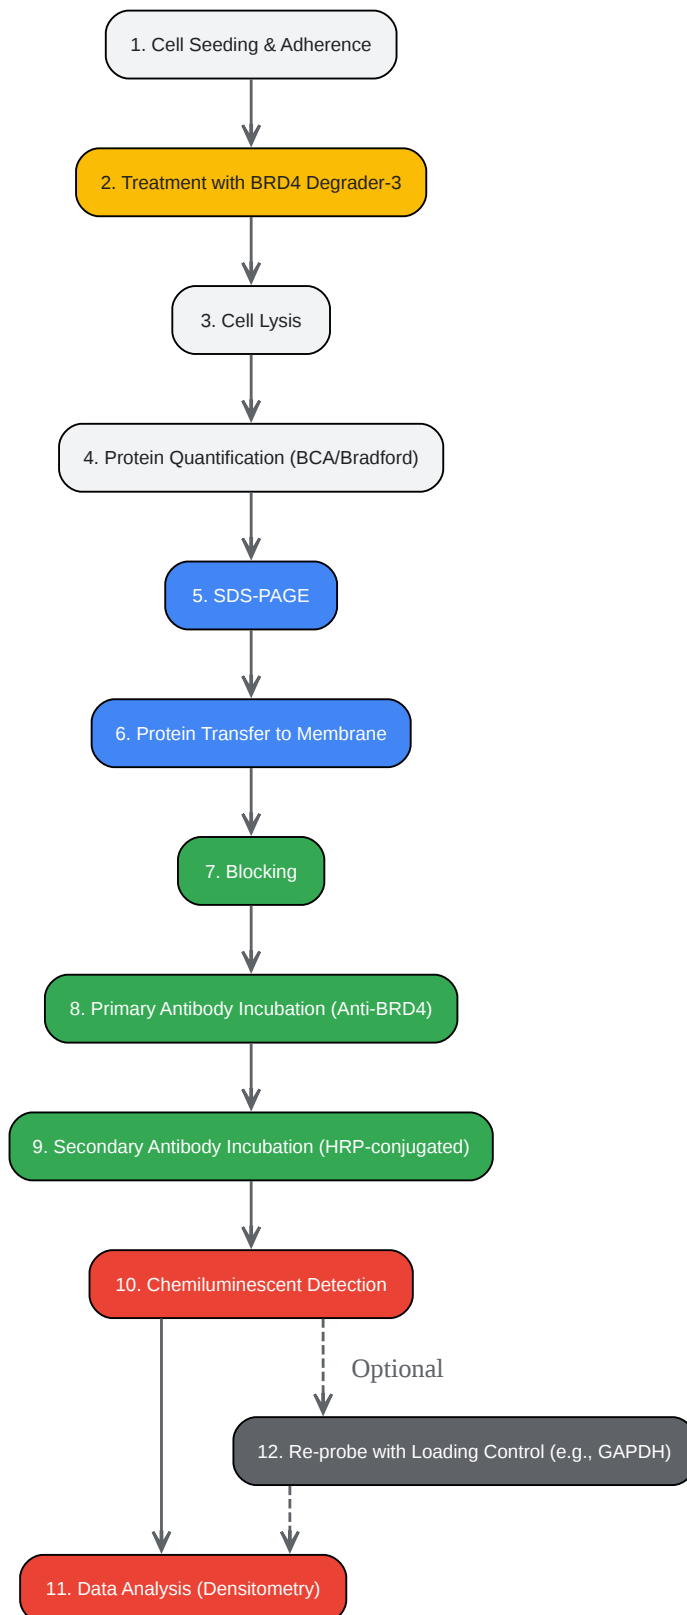 1. Cell Seeding & Adherence
2. Treatment with BRD4 Degrader-3
3. Cell Lysis
4. Protein Quantification (BCA/Bradford)
5. SDS-PAGE
6. Protein Transfer to Membrane
7. Blocking
8. Primary Antibody Incubation (Anti-BRD4)
9. Secondary Antibody Incubation (HRP-conjugated)
10. Chemiluminescent Detection
Optional
12. Re-probe with Loading Control (e.g., GAPDH)
11. Data Analysis (Densitometry)